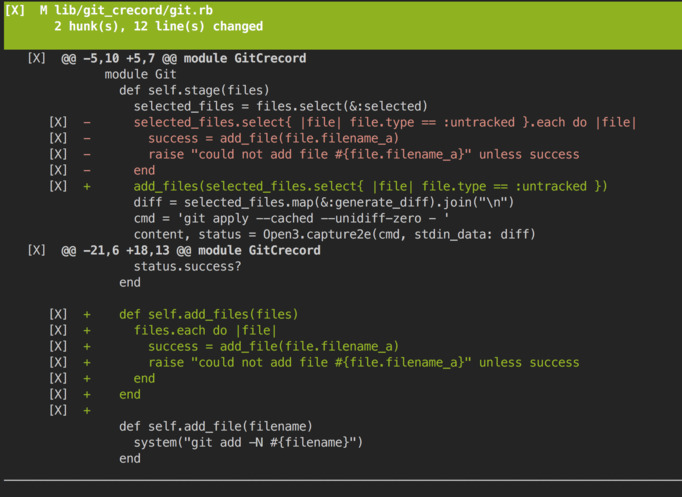 [X]  M lib/git_crecord/git.rb
       2 hunk(s), 12 line(s) changed
   [X]  @@ -5,10 +5,7 @@ module GitCrecord
              module Git
                def self.stage(files)
                  selected_files = files.select(&:selected)
      [X]  -      selected_files.select{ |file| file.type == :untracked }.each do |file|
      [X]  -        success = add_file(file.filename_a)
      [X]  -        raise "could not add file #{file.filename_a}" unless success
      [X]  -      end
      [X]  +      add_files(selected_files.select{ |file| file.type == :untracked })
                  diff = selected_files.map(&:generate_diff).join("\n")
                  cmd = 'git apply --cached --unidiff-zero - '
                  content, status = Open3.capture2e(cmd, stdin_data: diff)
   [X]  @@ -21,6 +18,13 @@ module GitCrecord
                  status.success?
                end
      [X]  +    def self.add_files(files)
      [X]  +      files.each do |file|
      [X]  +        success = add_file(file.filename_a)
      [X]  +        raise "could not add file #{file.filename_a}" unless success
      [X]  +      end
      [X]  +    end
      [X]  +
                def self.add_file(filename)
                  system("git add -N #{filename}")
                end